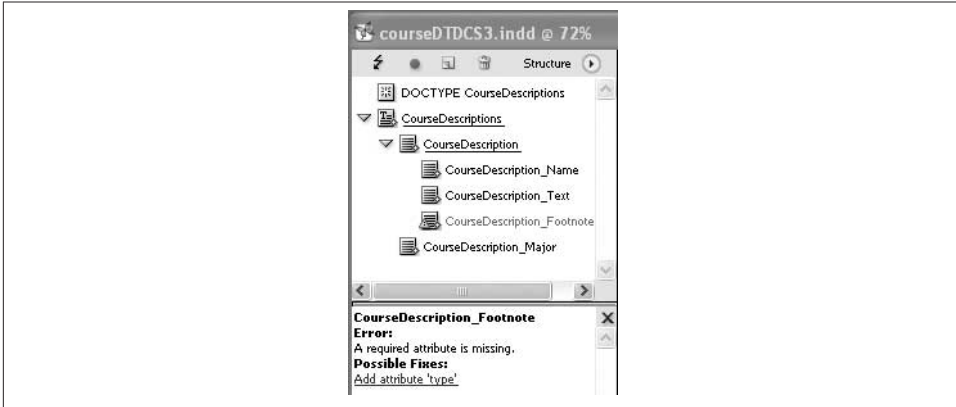 courseDTDCS3.indd @ 72%
Structure
DOCTYPE CourseDescriptions
CourseDescriptions
CourseDescription
CourseDescription_Name
CourseDescription_Text
CourseDescription_Footnote
CourseDescription_Major
CourseDescription_Footnote
Error:
A required attribute is missing.
Possible Fixes:
Add attribute 'type'